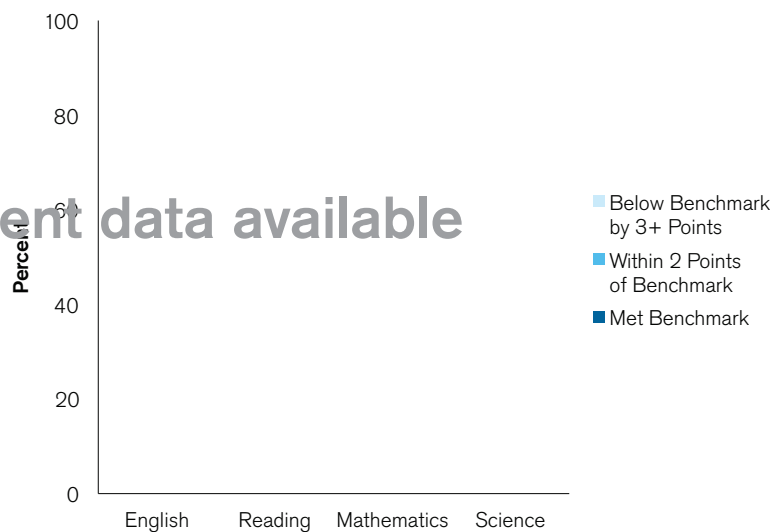 100
80
ent data available
60
40
20
0
Percent
English Reading Mathematics Science
Below Benchmark
by 3+ Points
Within 2 Points
of Benchmark
Met Benchmark